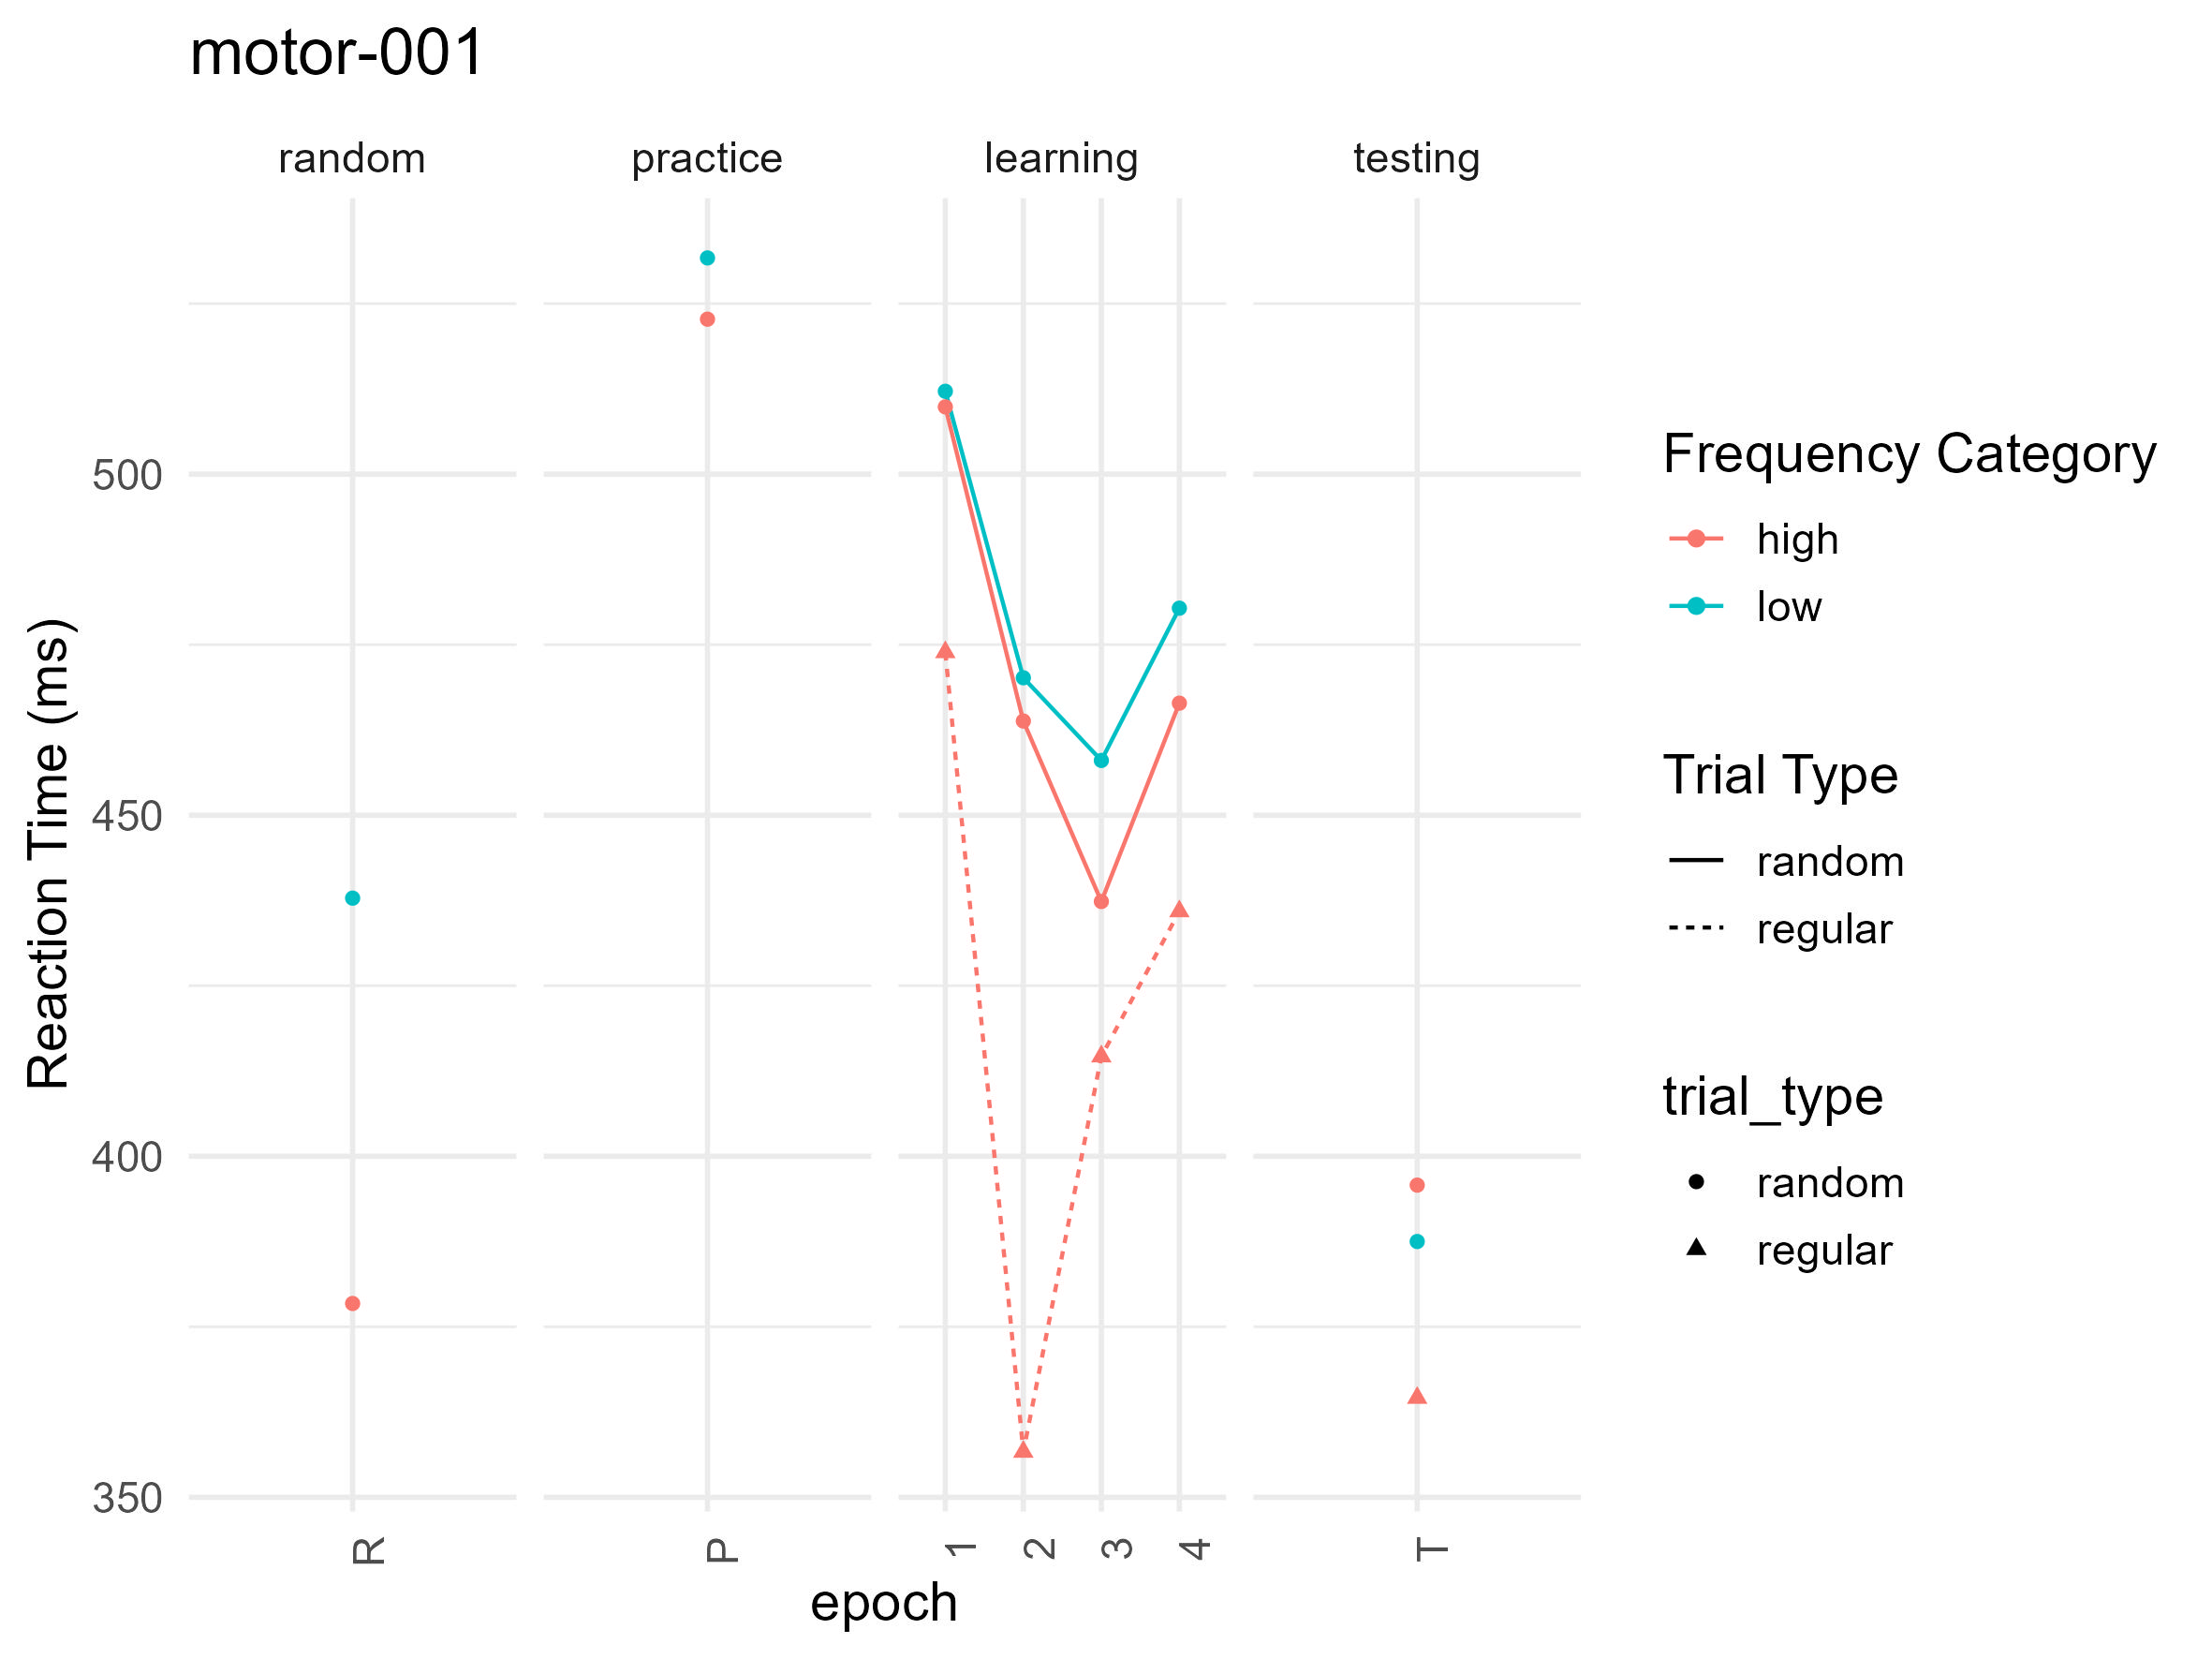 motor-001
random
practice
learning
testing
500
450
400
350
Reaction Time (ms)
R
P
1
2
3
4
T
epoch
Frequency Category
high
low
Trial Type
random
regular
trial_type
random
regular